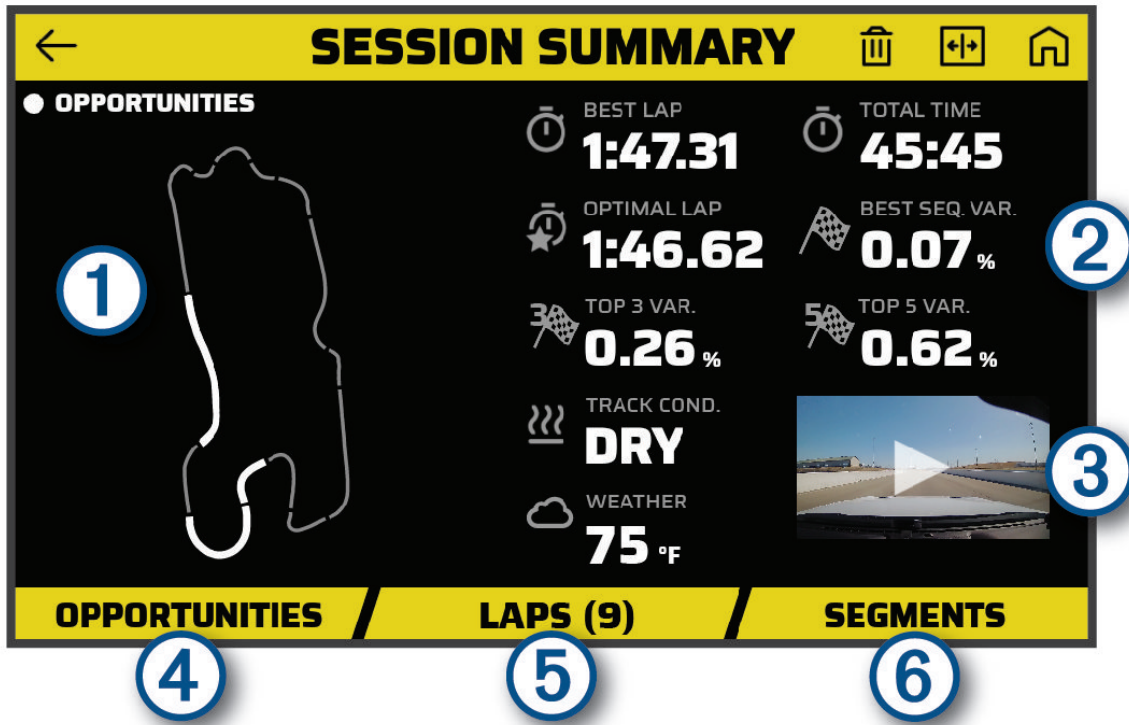 SESSION SUMMARY
OPPORTUNITIES
BEST LAP
1:47.31
TOTAL TIME
45:45
OPTIMAL LAP
1:46.62
BEST SEQ. VAR.
0.07 %
3
TOP 3 VAR.
0.26 %
5
TOP 5 VAR.
0.62 %
TRACK COND.
DRY
WEATHER
75 °F
1
2
3
OPPORTUNITIES
LAPS (9)
SEGMENTS
4
5
6